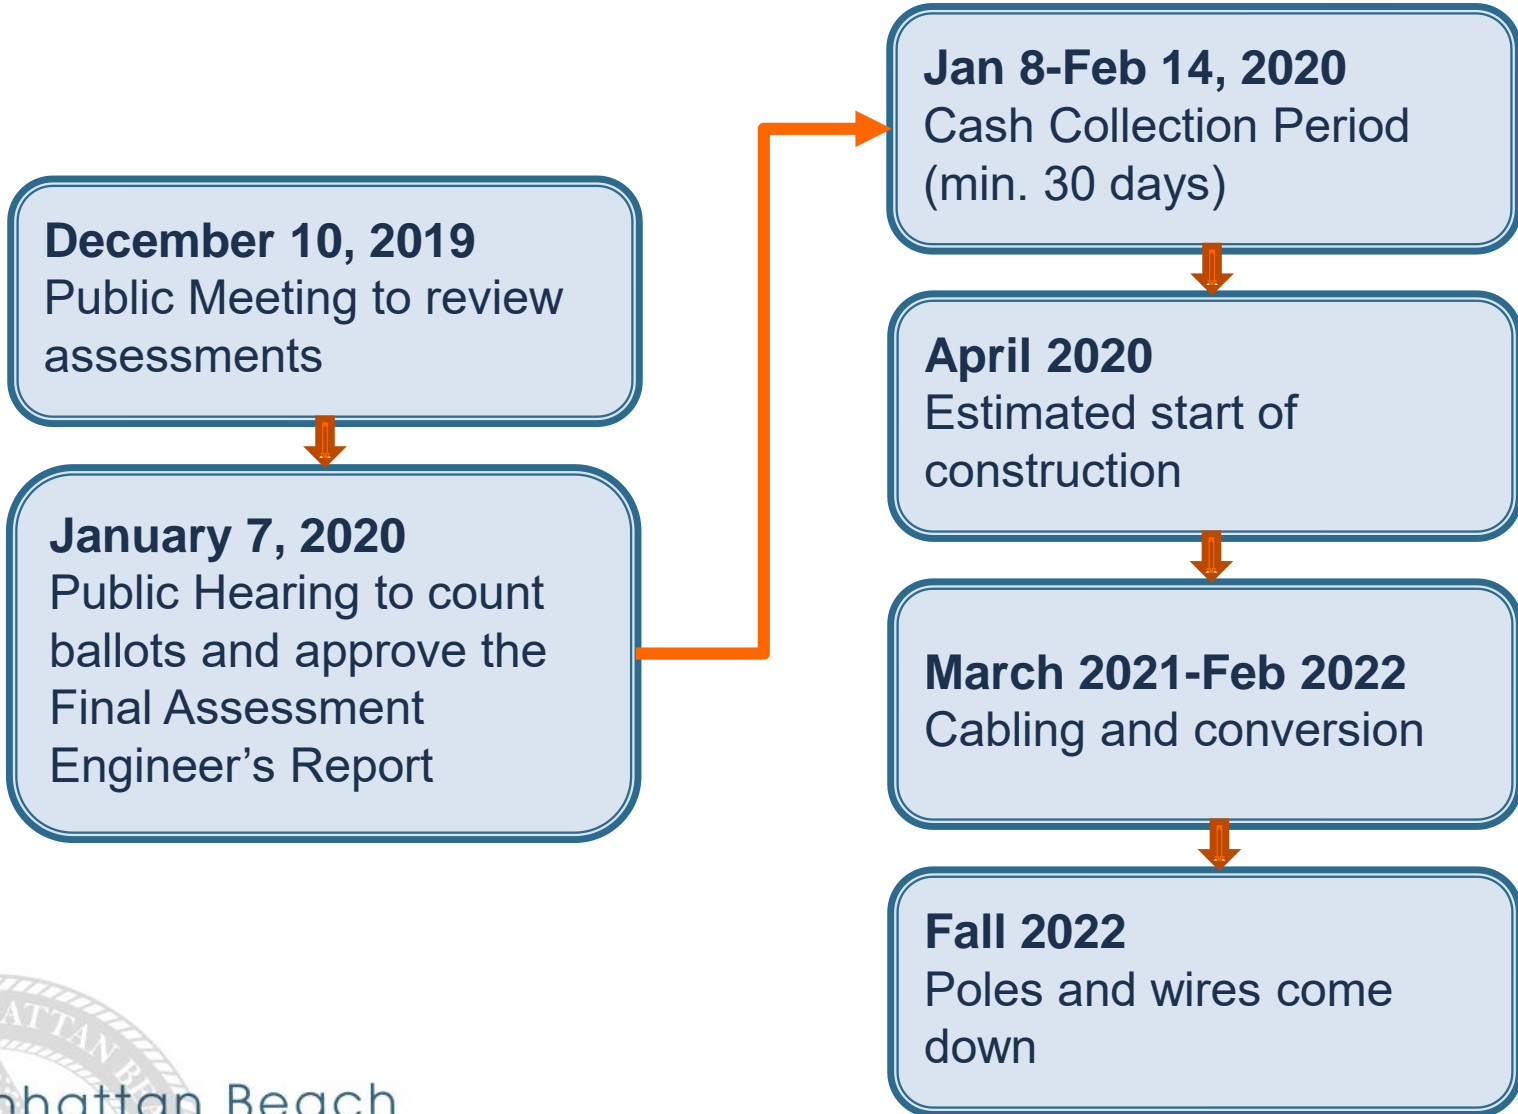 December 10, 2019
Public Meeting to review
assessments
January 7, 2020
Public Hearing to count
ballots and approve the
Final Assessment
Engineer’s Report
Jan 8-Feb 14, 2020
Cash Collection Period
(min. 30 days)
April 2020
Estimated start of
construction
March 2021-Feb 2022
Cabling and conversion
Fall 2022
Poles and wires come
down
Beach